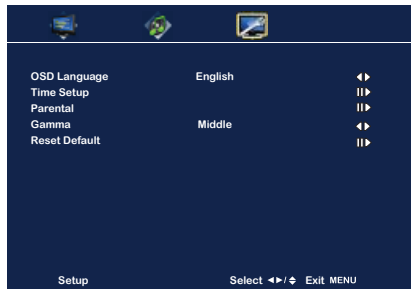 OSD Language English
Time Setup
Parental
Gamma Middle
Reset Default
Setup Select ◄►/♦ Exit MENU